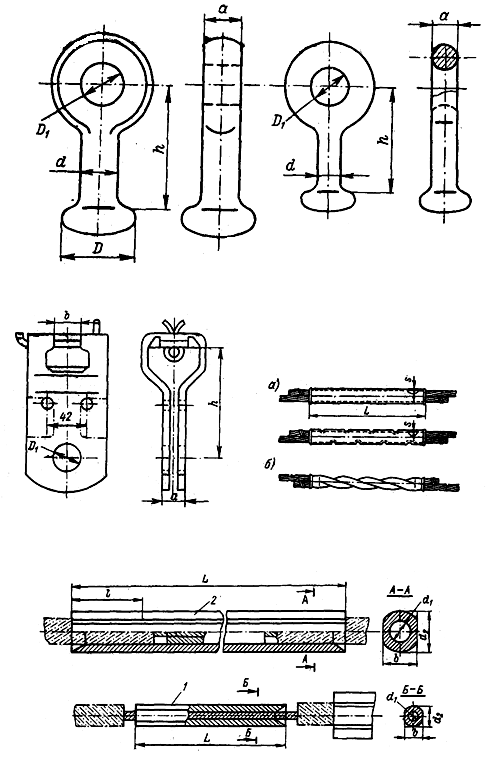 a a
D₁ h D₁ h
d d
D
b
42 h
D₁
a
а) s
l
s
б)
L
l 2 А А-А
d₁
d₂
А b
1 Б Б-Б
d₁
d₂
Б b
L